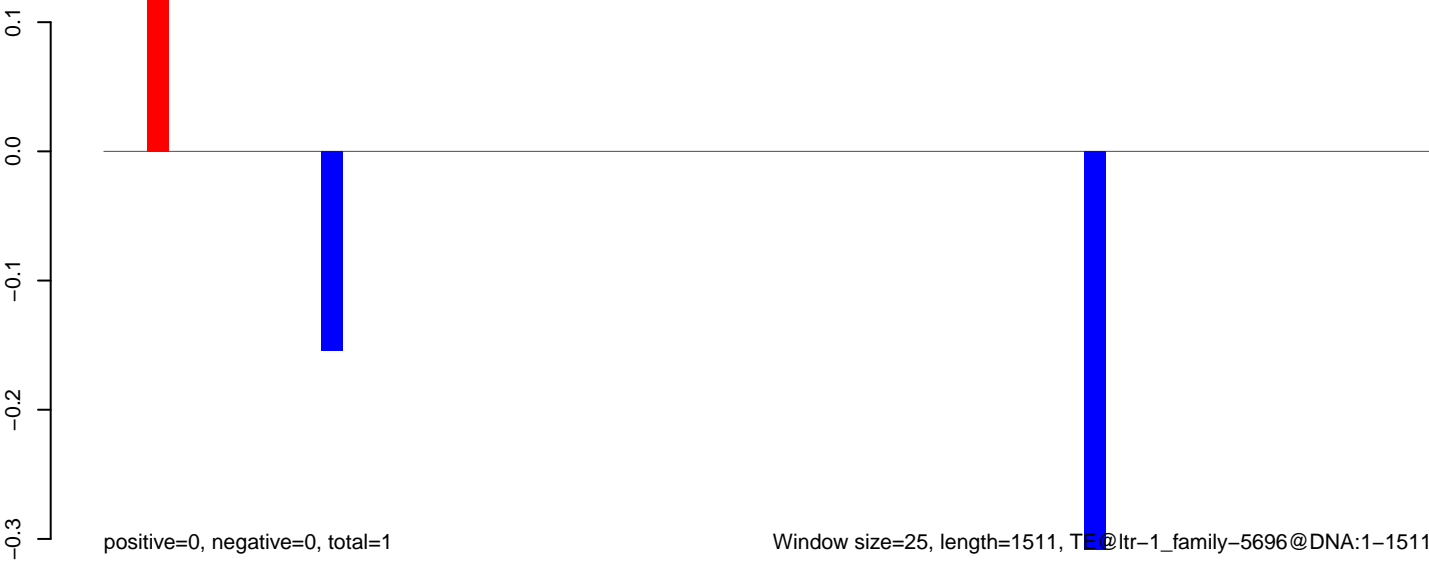 0.1
0.0
−0.1
−0.2
−0.3
positive=0, negative=0, total=1
Window size=25, length=1511, TE@ltr−1_family−5696@DNA:1−1511